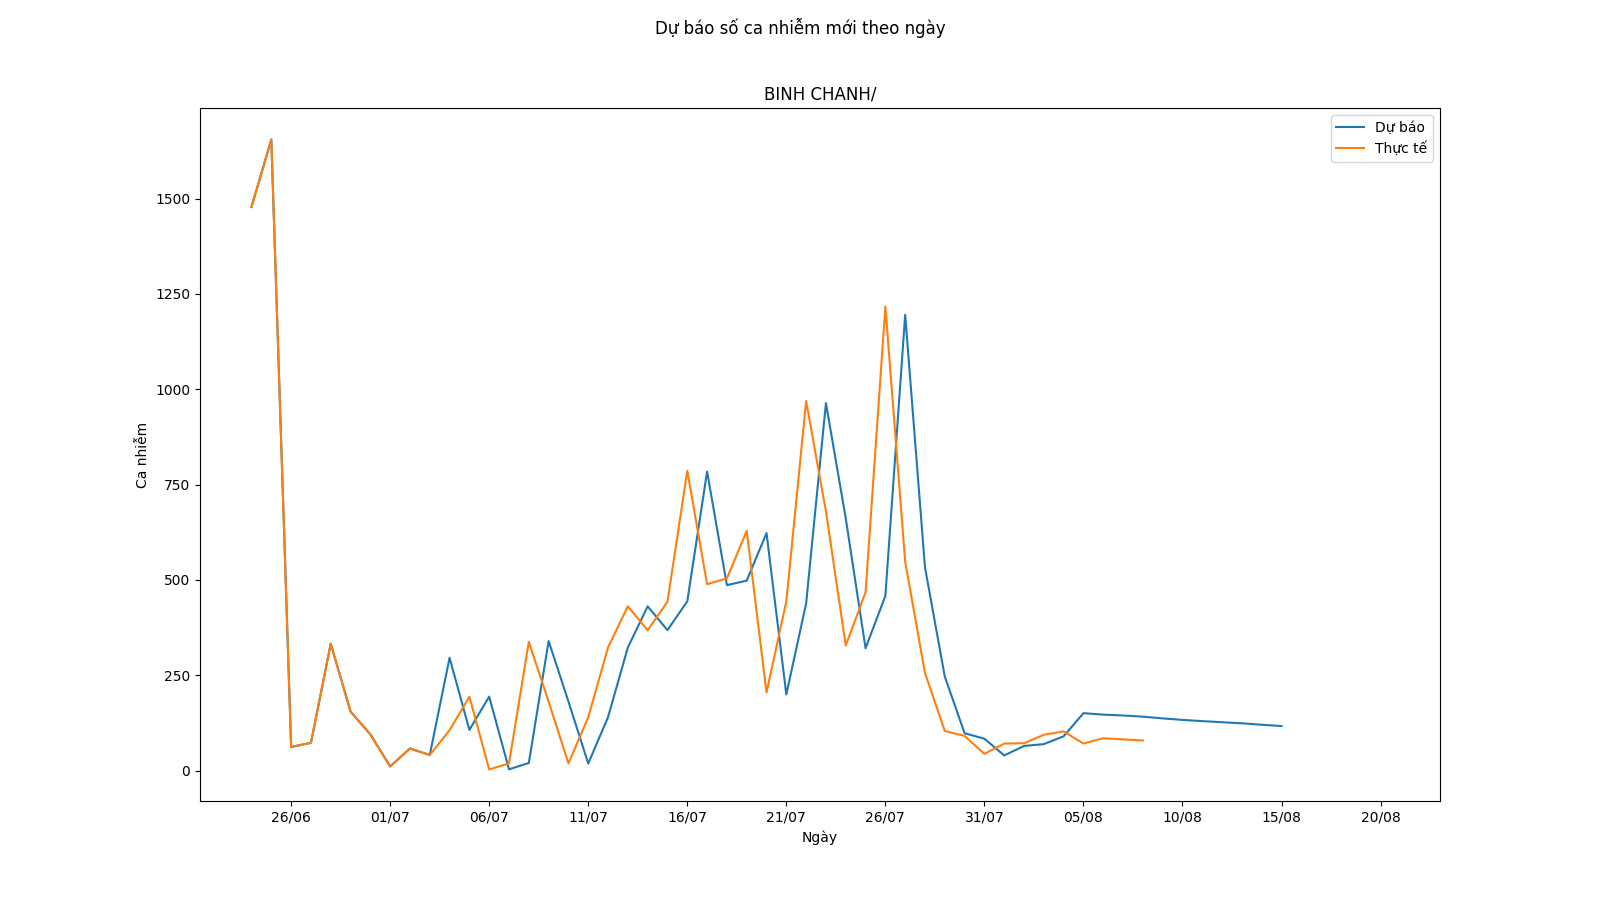 Dự báo số ca nhiễm mới theo ngày
BINH CHANH/
Dự báo
Thực tế
1500
1250
1000
750
500
250
0
Ca nhiễm
26/06 01/07 06/07 11/07 16/07 21/07 26/07 31/07 05/08 10/08 15/08 20/08
Ngày